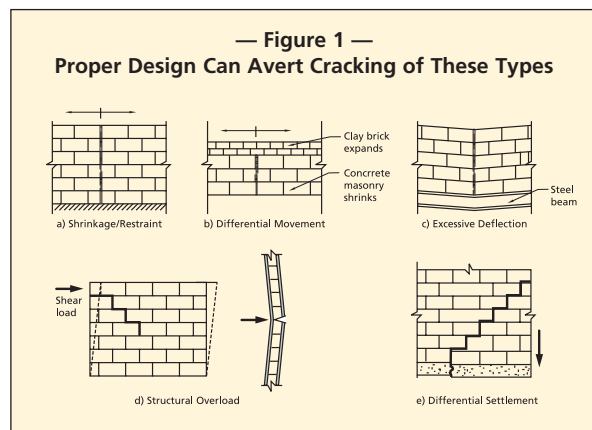 — Figure 1 —
Proper Design Can Avert Cracking of These Types
Clay brick
expands
Concrrete
masonry
shrinks
Steel
beam
a) Shrinkage/Restraint
b) Differential Movement
c) Excessive Deflection
Shear
load
d) Structural Overload
e) Differential Settlement